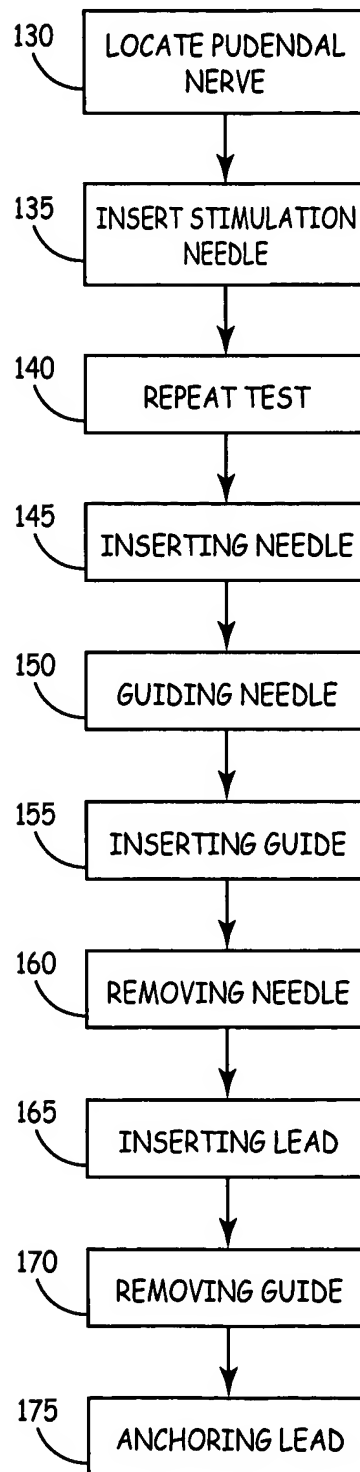 130
LOCATE PUDENDAL
NERVE
135
INSERT STIMULATION
NEEDLE
140
REPEAT TEST
145
INSERTING NEEDLE
150
GUIDING NEEDLE
155
INSERTING GUIDE
160
REMOVING NEEDLE
165
INSERTING LEAD
170
REMOVING GUIDE
175
ANCHORING LEAD